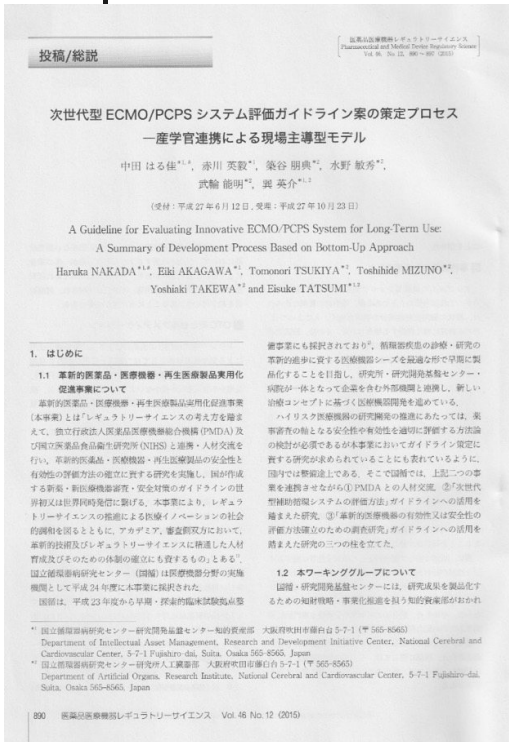 投稿/総説
医薬品医療機器レギュラトリーサイエンス
Pharmaceutical and Medical Device Regulatory Science
Vol. 46, No. 12, 890～ (2015)
次世代型 ECMO/PCPS システム評価ガイドライン案の策定プロセス
―産学官連携による現場主導型モデル
中田 はる佳*1,#, 赤川 英毅*1, 築谷 朋典*2, 水野 敏秀*2,
武輪 能明*2, 巽 英介*1,2
(受付：平成 27 年 6 月 12 日, 受理：平成 27 年 10 月 23 日)
A Guideline for Evaluating Innovative ECMO/PCPS System for Long-Term Use:
A Summary of Development Process Based on Bottom-Up Approach
Haruka NAKADA*1,#, Eiki AKAGAWA*1, Tomonori TSUKIYA*2, Toshihide MIZUNO*2,
Yoshiaki TAKEWA*2 and Eisuke TATSUMI*1,2
1. はじめに
1.1 革新的医薬品・医療機器・再生医療製品実用化
促進事業について
革新的医薬品・医療機器・再生医療製品実用化促進事業
(本事業) とは「レギュラトリーサイエンスの考え方を踏ま
えて, 独立行政法人医薬品医療機器総合機構 (PMDA) 及
び国立医薬品食品衛生研究所 (NIHS) と連携・人材交流を
行い, 革新的医薬品・医療機器・再生医療製品の安全性と
有効性の評価方法の確立に資する研究を実施し, 国が作成
する新薬・新医療機器審査・安全対策のガイドラインの世
界初又は世界同時発信に繋げる. 本事業により, レギュラ
トリーサイエンスの推進による医療イノベーションの社会
的調和を図るとともに, アカデミア, 審査側双方において,
革新的技術及びレギュラトリーサイエンスに精通した人材
育成及びそのための体制の確立にも資するもの」とある
国立循環器病研究センター (国循) は医療機器分野の実施
機関として平成 24 年度に本事業に採択された.
国循は, 平成 23 年度から早期・探索的臨床試験拠点整
備事業にも採択されており, 循環器疾患の診療・研究の
革新的進歩に資する医療機器シーズを最適な形で早期に製
品化することを目指し, 研究所・研究開発基盤センター・
病院が一体となって企業を含む外部機関と連携し, 新しい
治療コンセプトに基づく医療機器開発を進めている.
ハイリスク医療機器の研究開発の推進にあたっては, 薬
事審査の軸となる安全性や有効性を適切に評価する方法論
の検討が必須であるが本事業においてガイドライン策定に
資する研究が求められていることにも表れているように,
国内では整備途上である. そこで国循では, 上記二つの事
業を連携させながら① PMDA との人材交流, ②「次世代
型補助循環システムの評価方法」ガイドラインへの活用を
踏まえた研究, ③「革新的医療機器の有効性又は安全性の
評価方法確立のための調査研究」ガイドラインへの活用を
踏まえた研究の三つの柱を立てた.
1.2 本ワーキンググループについて
国循・研究開発基盤センターには, 研究成果を製品化す
るための知財戦略・事業化推進を担う知的資産部がおかれ
*1 国立循環器病研究センター研究開発基盤センター知的資産部 大阪府吹田市藤白台 5-7-1 (〒 565-8565)
Department of Intellectual Asset Management, Research and Development Initiative Center, National Cerebral and
Cardiovascular Center, 5-7-1 Fujishiro-dai, Suita, Osaka 565-8565, Japan
*2 国立循環器病研究センター研究所人工臓器部 大阪府吹田市藤白台 5-7-1 (〒 565-8565)
Department of Artificial Organs, Research Institute, National Cerebral and Cardiovascular Center, 5-7-1 Fujishiro-dai,
Suita, Osaka 565-8565, Japan
890 医薬品医療機器レギュラトリーサイエンス Vol. 46 No. 12 (2015)